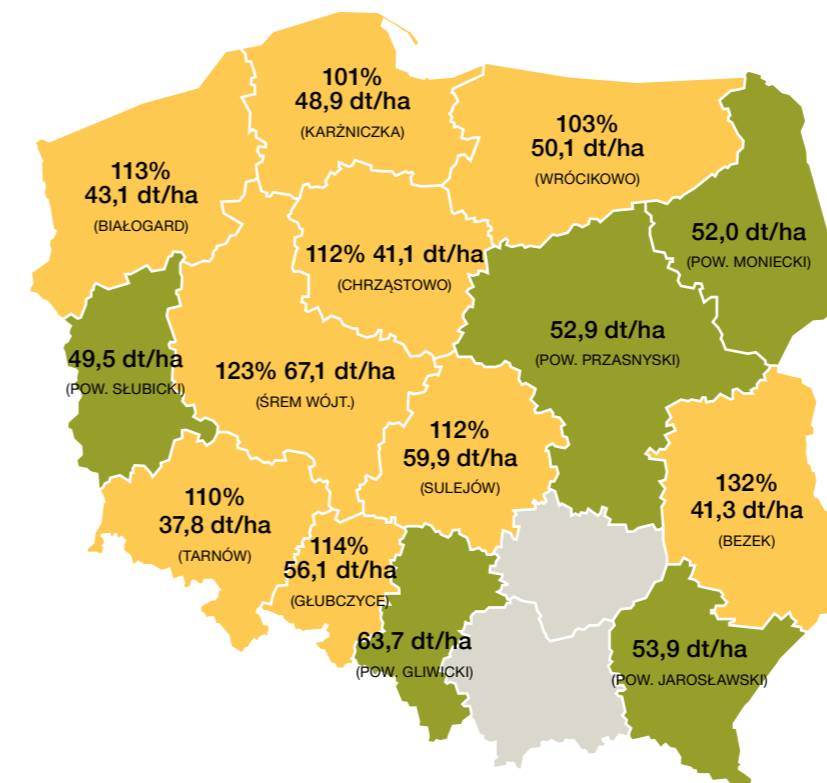 101%
48,9 dt/ha
(KARŻNICZKA)
103%
50,1 dt/ha
(WRÓCIKOWO)
113%
43,1 dt/ha
(BIAŁOGARD)
52,0 dt/ha
(POW. MONIECKI)
112% 41,1 dt/ha
(CHRZĄSTOWO)
52,9 dt/ha
(POW. PRZASNYSKI)
49,5 dt/ha
(POW. SŁUBICKI)
123% 67,1 dt/ha
(ŚREM WÓJT.)
112%
59,9 dt/ha
(SULEJÓW)
132%
41,3 dt/ha
(BEZEK)
110%
37,8 dt/ha
(TARNÓW)
114%
56,1 dt/ha
(GŁUBCZYCE)
63,7 dt/ha
(POW. GLIWICKI)
53,9 dt/ha
(POW. JAROSŁAWSKI)